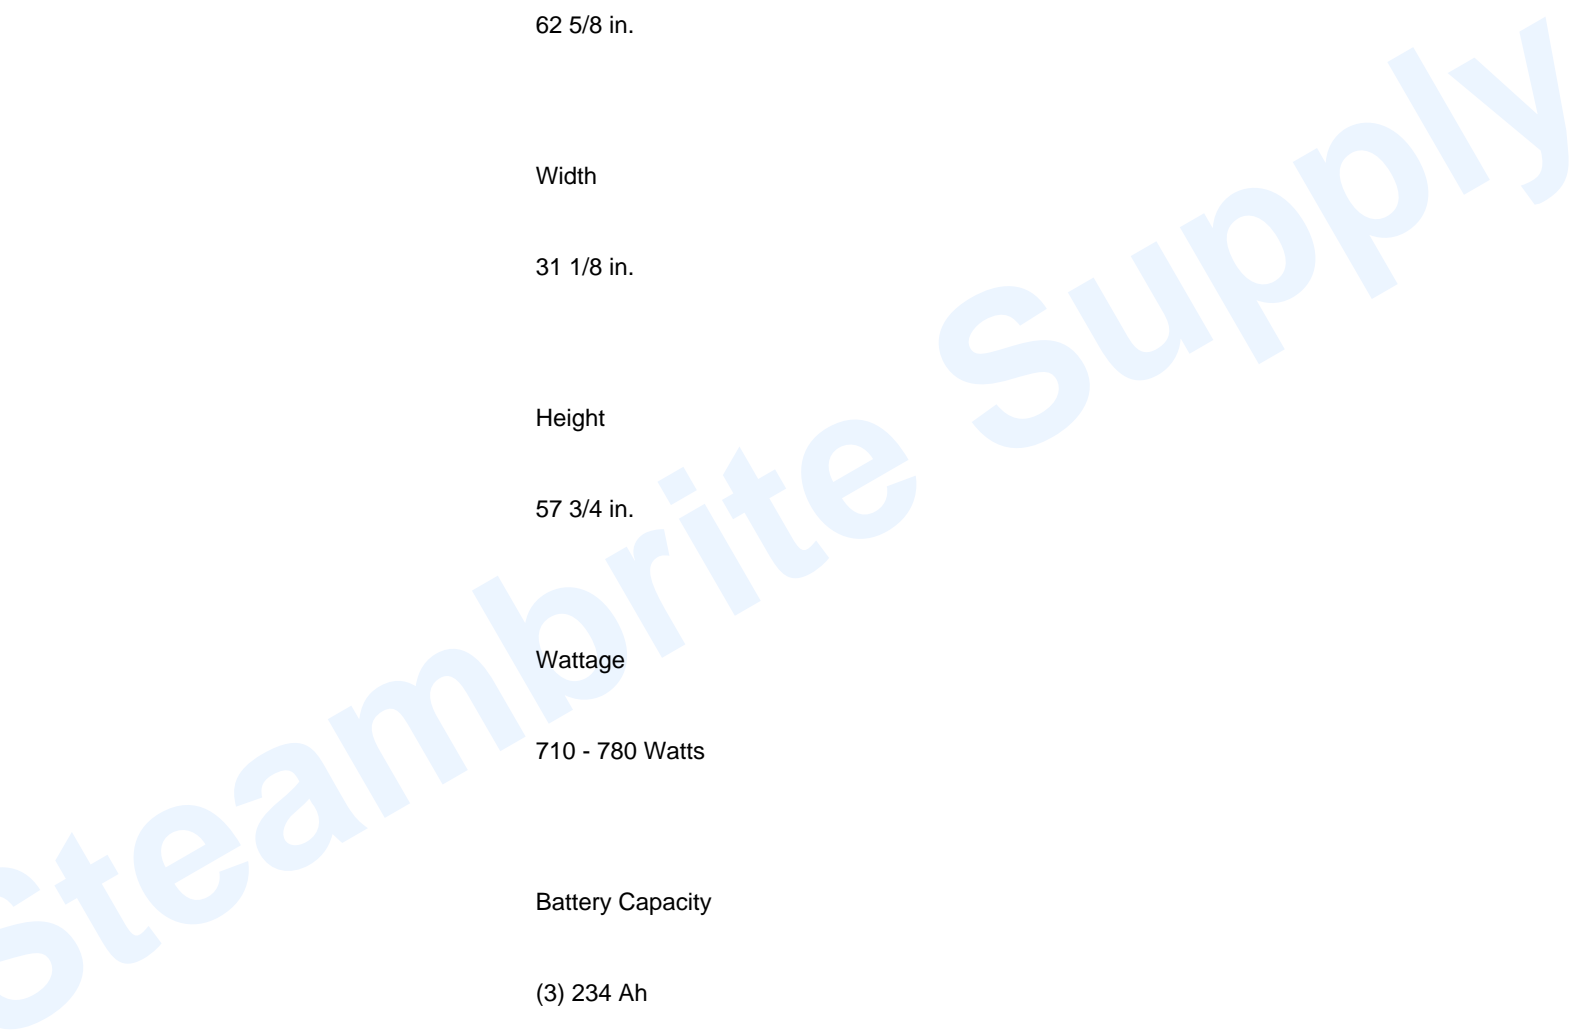 62 5/8 in.
Width
31 1/8 in.
Height
57 3/4 in.
Wattage
710 - 780 Watts
Battery Capacity
(3) 234 Ah
Steambrite Supply